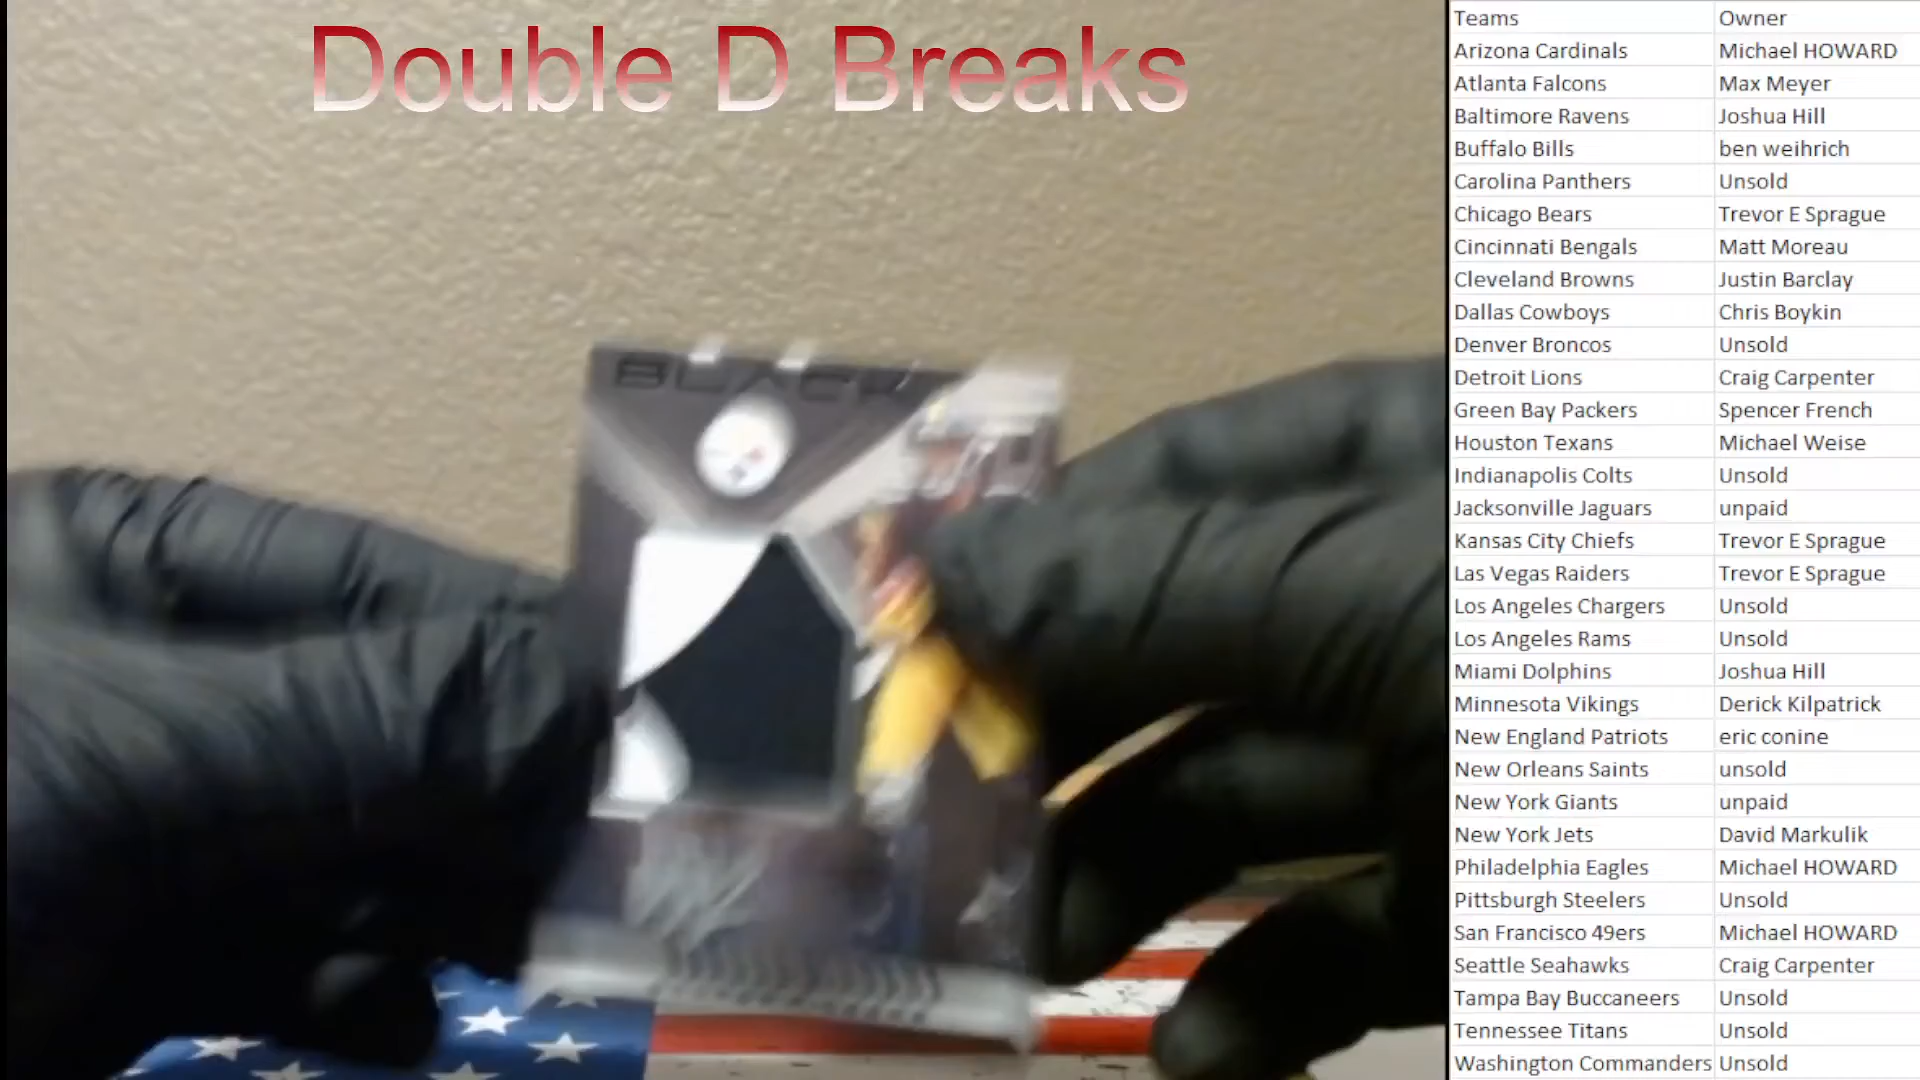 Double D Breaks
BLACK
Teams Owner
Arizona Cardinals Michael HOWARD
Atlanta Falcons Max Meyer
Baltimore Ravens Joshua Hill
Buffalo Bills ben weihrich
Carolina Panthers Unsold
Chicago Bears Trevor E Sprague
Cincinnati Bengals Matt Moreau
Cleveland Browns Justin Barclay
Dallas Cowboys Chris Boykin
Denver Broncos Unsold
Detroit Lions Craig Carpenter
Green Bay Packers Spencer French
Houston Texans Michael Weise
Indianapolis Colts Unsold
Jacksonville Jaguars unpaid
Kansas City Chiefs Trevor E Sprague
Las Vegas Raiders Trevor E Sprague
Los Angeles Chargers Unsold
Los Angeles Rams Unsold
Miami Dolphins Joshua Hill
Minnesota Vikings Derick Kilpatrick
New England Patriots eric conine
New Orleans Saints unsold
New York Giants unpaid
New York Jets David Markulik
Philadelphia Eagles Michael HOWARD
Pittsburgh Steelers Unsold
San Francisco 49ers Michael HOWARD
Seattle Seahawks Craig Carpenter
Tampa Bay Buccaneers Unsold
Tennessee Titans Unsold
Washington Commanders Unsold